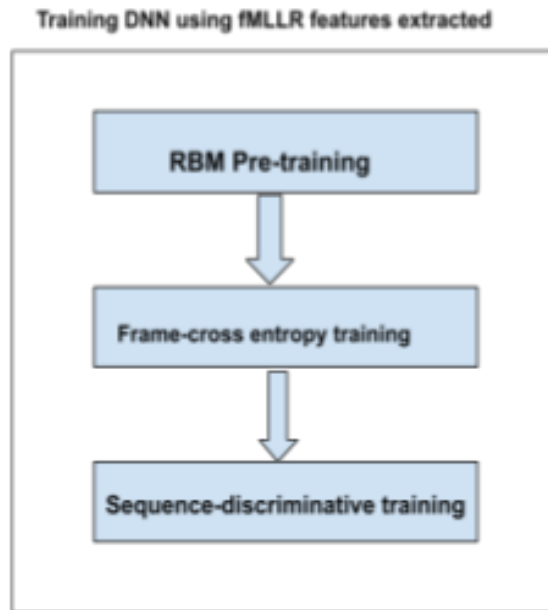 Training DNN using fMLLR features extracted
RBM Pre-training
Frame-cross entropy training
Sequence-discriminative training